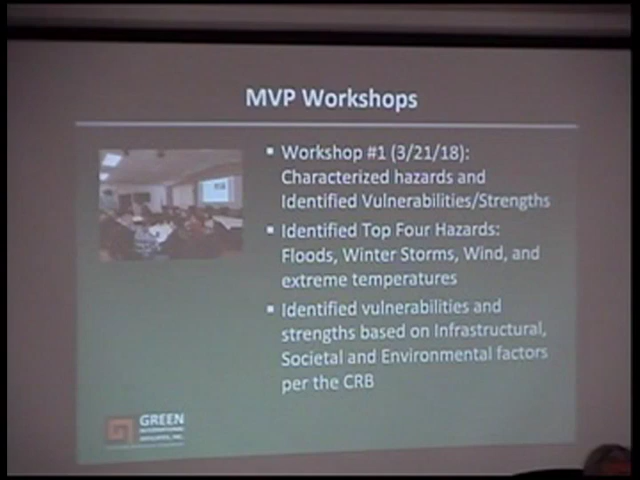 MVP Workshops
▪ Workshop #1 (3/21/18):
Characterized hazards and
Identified Vulnerabilities/Strengths
▪ Identified Top Four Hazards:
Floods, Winter Storms, Wind, and
extreme temperatures
▪ Identified vulnerabilities and
strengths based on Infrastructural,
Societal and Environmental factors
per the CRB
GREEN
INTERNATIONAL